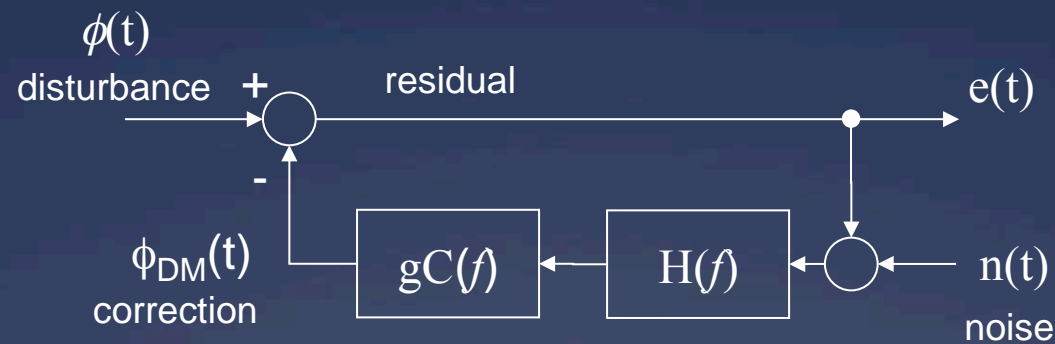 ϕ(t)
disturbance
+
residual
e(t)
-
ϕDM(t)
correction
gC(f)
H(f)
n(t)
noise